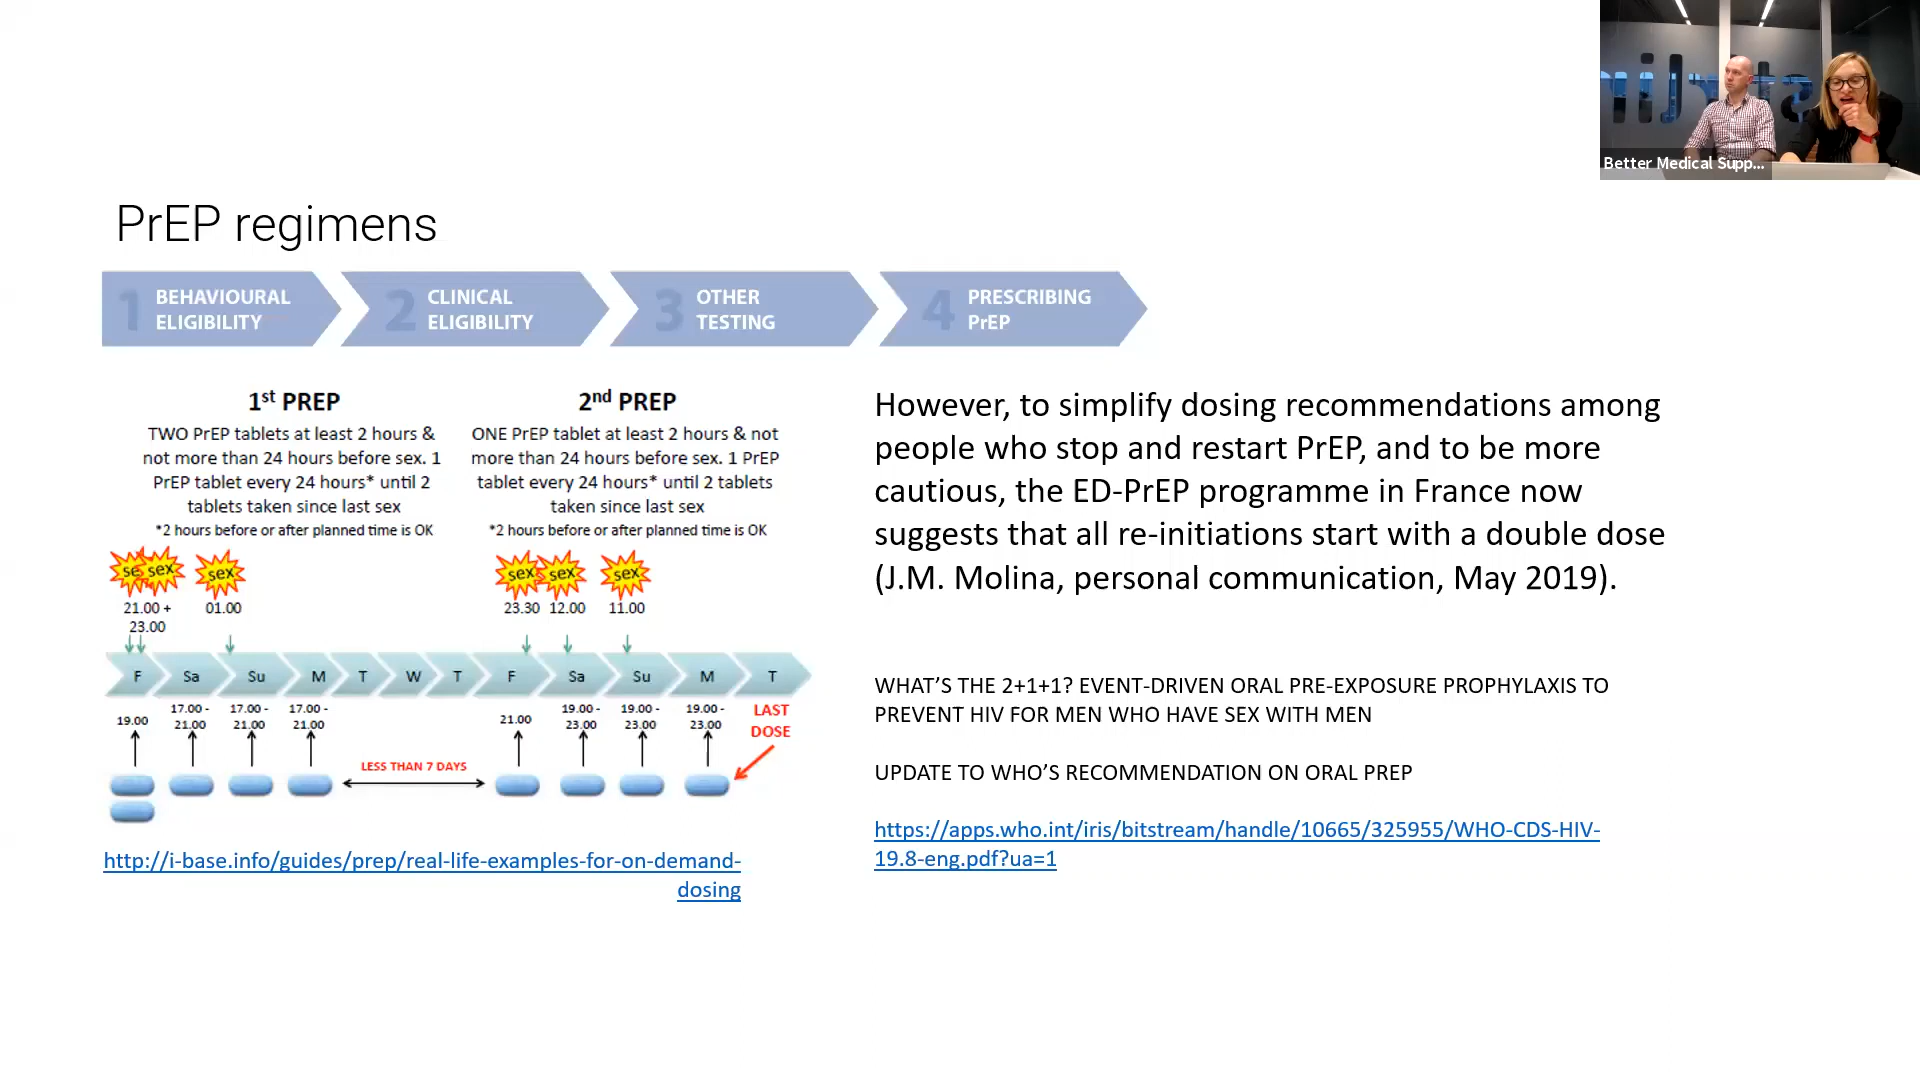 Better Medical Supp...
PrEP regimens
1 BEHAVIOURAL
ELIGIBILITY
2 CLINICAL
ELIGIBILITY
3 OTHER
TESTING
4 PRESCRIBING
PrEP
1st PREP
TWO PrEP tablets at least 2 hours &
not more than 24 hours before sex. 1
PrEP tablet every 24 hours* until 2
tablets taken since last sex
*2 hours before or after planned time is OK
2nd PREP
ONE PrEP tablet at least 2 hours & not
more than 24 hours before sex. 1 PrEP
tablet every 24 hours* until 2 tablets
taken since last sex
*2 hours before or after planned time is OK
se sex sex sex sex sex
21.00 +
23.00
01.00
23.30 12.00 11.00
F Sa Su M T W T F Sa Su M T
19.00
17.00 -
21.00
17.00 -
21.00
17.00 -
21.00
21.00
19.00 -
23.00
19.00 -
23.00
19.00 -
23.00
LAST
DOSE
LESS THAN 7 DAYS
http://i-base.info/guides/prep/real-life-examples-for-on-demand-
dosing
However, to simplify dosing recommendations among
people who stop and restart PrEP, and to be more
cautious, the ED-PrEP programme in France now
suggests that all re-initiations start with a double dose
(J.M. Molina, personal communication, May 2019).
WHAT'S THE 2+1+1? EVENT-DRIVEN ORAL PRE-EXPOSURE PROPHYLAXIS TO
PREVENT HIV FOR MEN WHO HAVE SEX WITH MEN
UPDATE TO WHO'S RECOMMENDATION ON ORAL PREP
https://apps.who.int/iris/bitstream/handle/10665/325955/WHO-CDS-HIV-
19.8-eng.pdf?ua=1